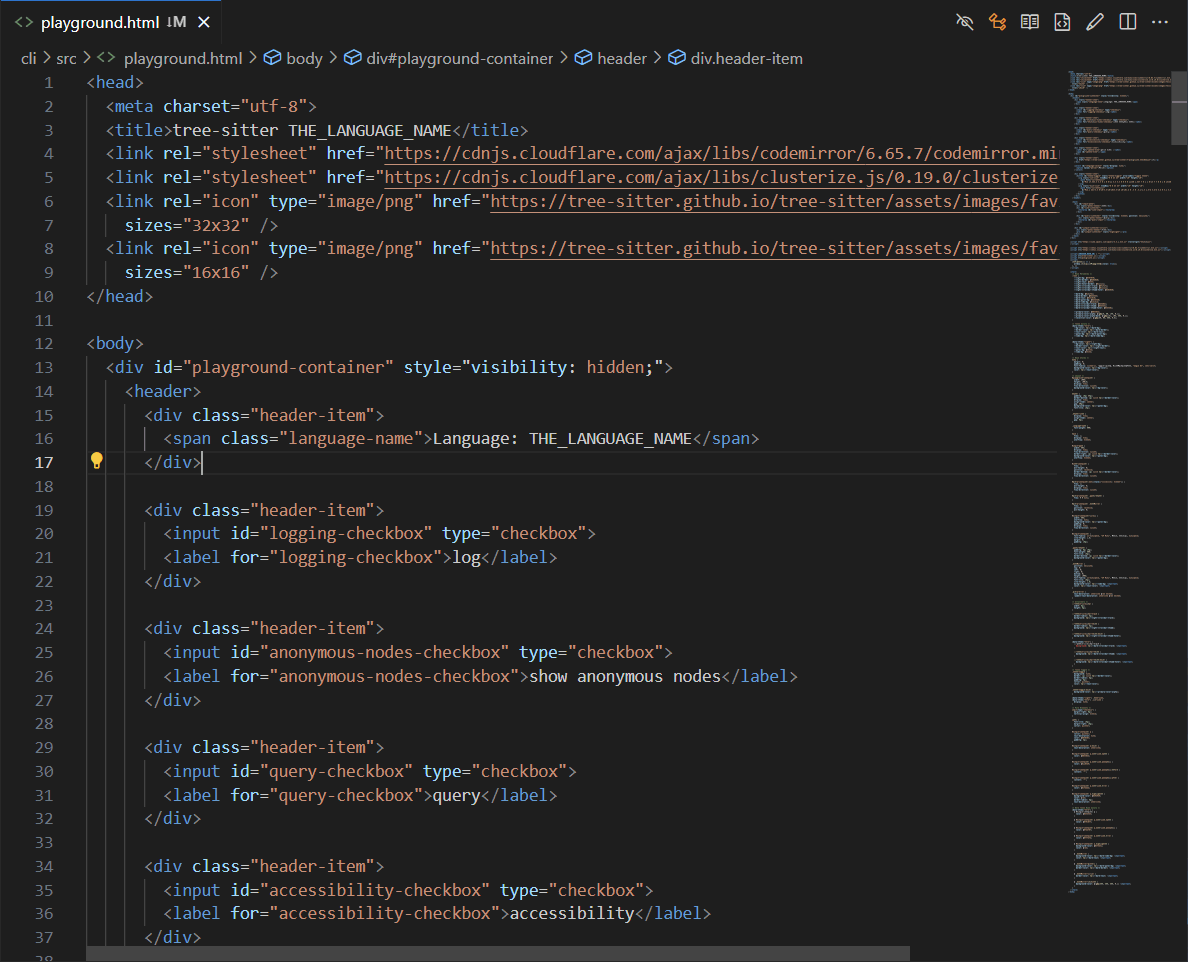 <> playground.html ↓M ×
cli > src > <> playground.html > body > div#playground-container > header > div.header-item
1 <head>
2 <meta charset="utf-8">
3 <title>tree-sitter THE_LANGUAGE_NAME</title>
4 <link rel="stylesheet" href="https://cdnjs.cloudflare.com/ajax/libs/codemirror/6.65.7/codemirror.mi
5 <link rel="stylesheet" href="https://cdnjs.cloudflare.com/ajax/libs/clusterize.js/0.19.0/clusterize
6 <link rel="icon" type="image/png" href="https://tree-sitter.github.io/tree-sitter/assets/images/fav
7 sizes="32x32" />
8 <link rel="icon" type="image/png" href="https://tree-sitter.github.io/tree-sitter/assets/images/fav
9 sizes="16x16" />
10 </head>
11
12 <body>
13 <div id="playground-container" style="visibility: hidden;">
14 <header>
15 <div class="header-item">
16 <span class="language-name">Language: THE_LANGUAGE_NAME</span>
17 </div>
18
19 <div class="header-item">
20 <input id="logging-checkbox" type="checkbox">
21 <label for="logging-checkbox">log</label>
22 </div>
23
24 <div class="header-item">
25 <input id="anonymous-nodes-checkbox" type="checkbox">
26 <label for="anonymous-nodes-checkbox">show anonymous nodes</label>
27 </div>
28
29 <div class="header-item">
30 <input id="query-checkbox" type="checkbox">
31 <label for="query-checkbox">query</label>
32 </div>
33
34 <div class="header-item">
35 <input id="accessibility-checkbox" type="checkbox">
36 <label for="accessibility-checkbox">accessibility</label>
37 </div>
38